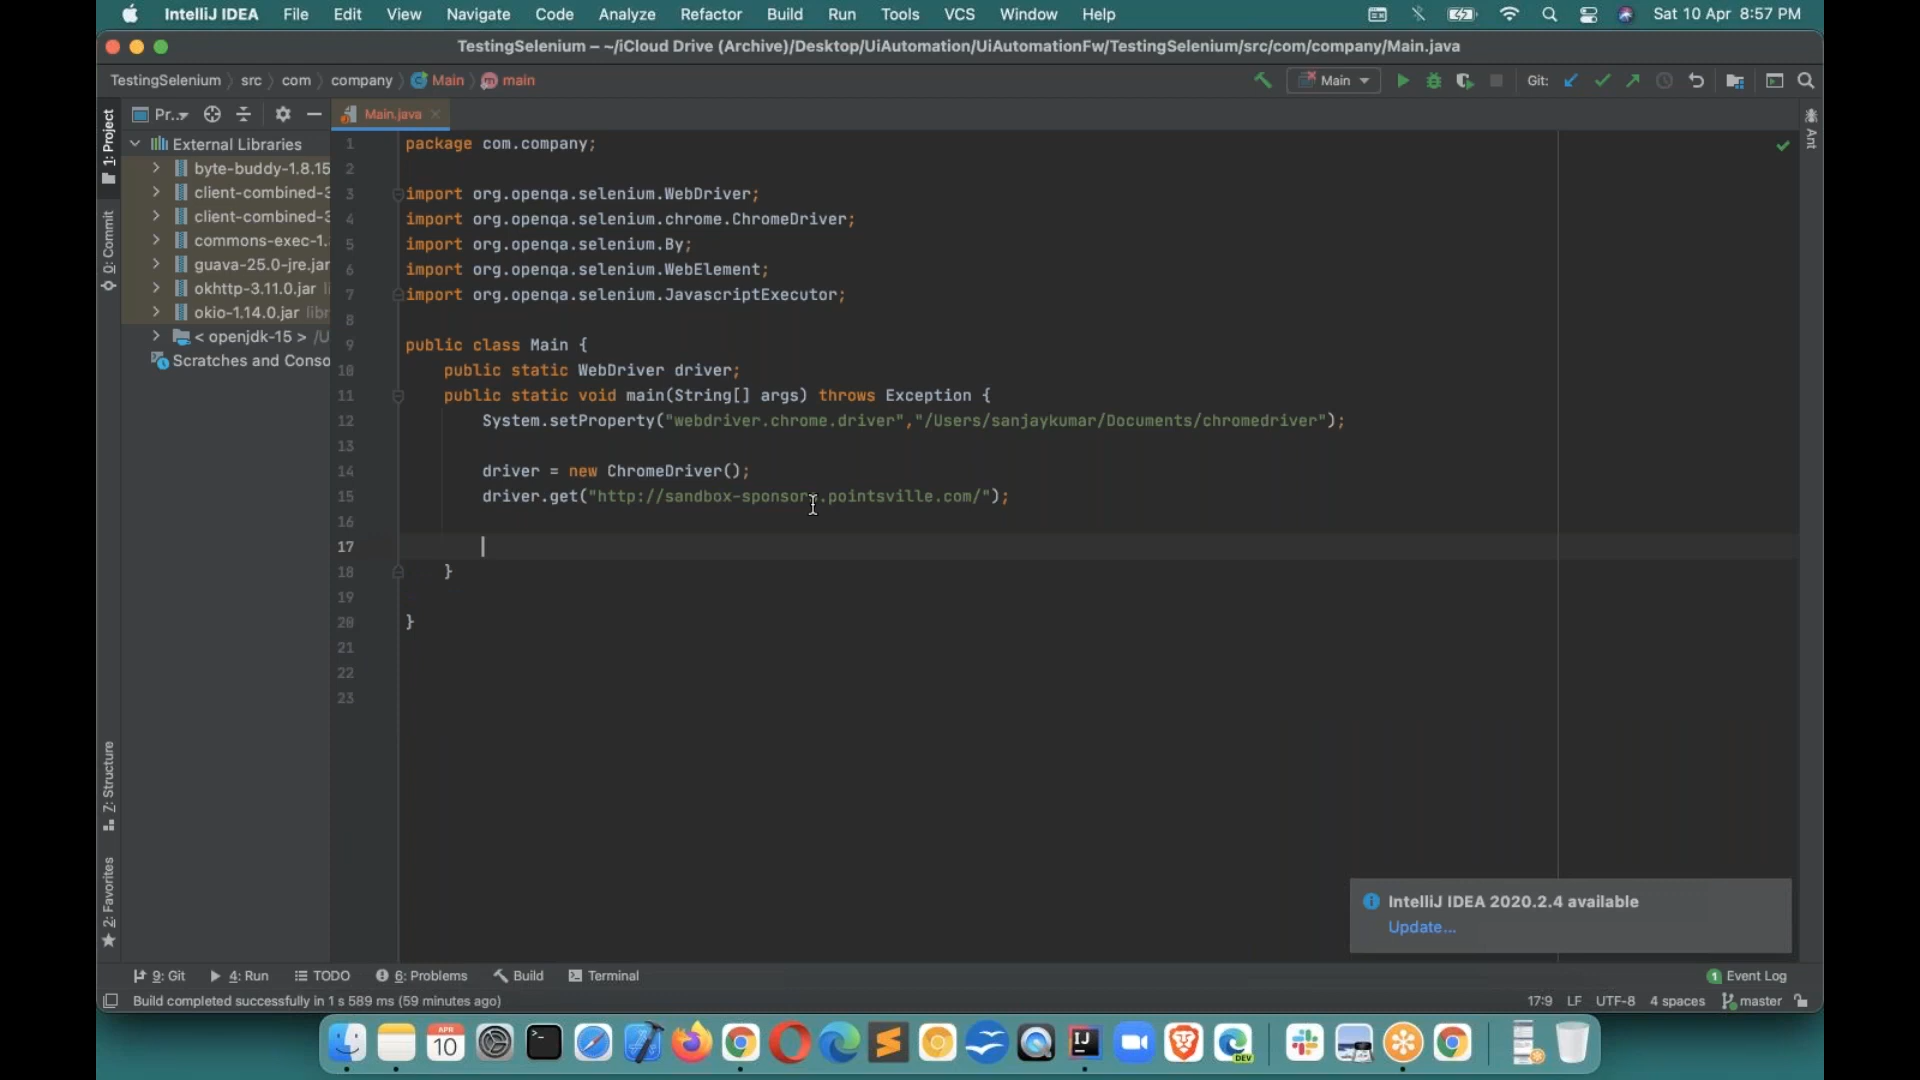 IntelliJ IDEA File Edit View Navigate Code Analyze Refactor Build Run Tools VCS Window Help Sat 10 Apr 8:57 PM
TestingSelenium – ~/iCloud Drive (Archive)/Desktop/UiAutomation/UiAutomationFw/TestingSelenium/src/com/company/Main.java
TestingSelenium src com company Main main Main Git:
1: Project
0: Commit
7: Structure
2: Favorites
Pr..
External Libraries
byte-buddy-1.8.15
client-combined-3
client-combined-3
commons-exec-1.
guava-25.0-jre.jar
okhttp-3.11.0.jar li
okio-1.14.0.jar libr
< openjdk-15 > /U
Scratches and Conso
Main.java
1 package com.company;
2
3 import org.openqa.selenium.WebDriver;
4 import org.openqa.selenium.chrome.ChromeDriver;
5 import org.openqa.selenium.By;
6 import org.openqa.selenium.WebElement;
7 import org.openqa.selenium.JavascriptExecutor;
8
9 public class Main {
10 public static WebDriver driver;
11 public static void main(String[] args) throws Exception {
12 System.setProperty("webdriver.chrome.driver","/Users/sanjaykumar/Documents/chromedriver");
13
14 driver = new ChromeDriver();
15 driver.get("http://sandbox-sponsors.pointsville.com/");
16
17
18 }
19
20 }
21
22
23
Ant
IntelliJ IDEA 2020.2.4 available
Update...
9: Git 4: Run TODO 6: Problems Build Terminal 1 Event Log
Build completed successfully in 1 s 589 ms (59 minutes ago) 17:9 LF UTF-8 4 spaces master
APR
10
IJ
DEV